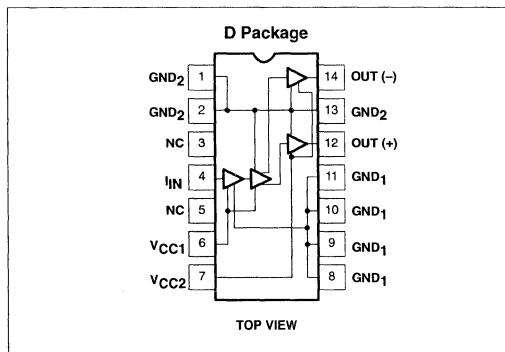 D Package
GND2 1
GND2 2
NC 3
IIN 4
NC 5
VCC1 6
VCC2 7
14 OUT (–)
13 GND2
12 OUT (+)
11 GND1
10 GND1
9 GND1
8 GND1
TOP VIEW